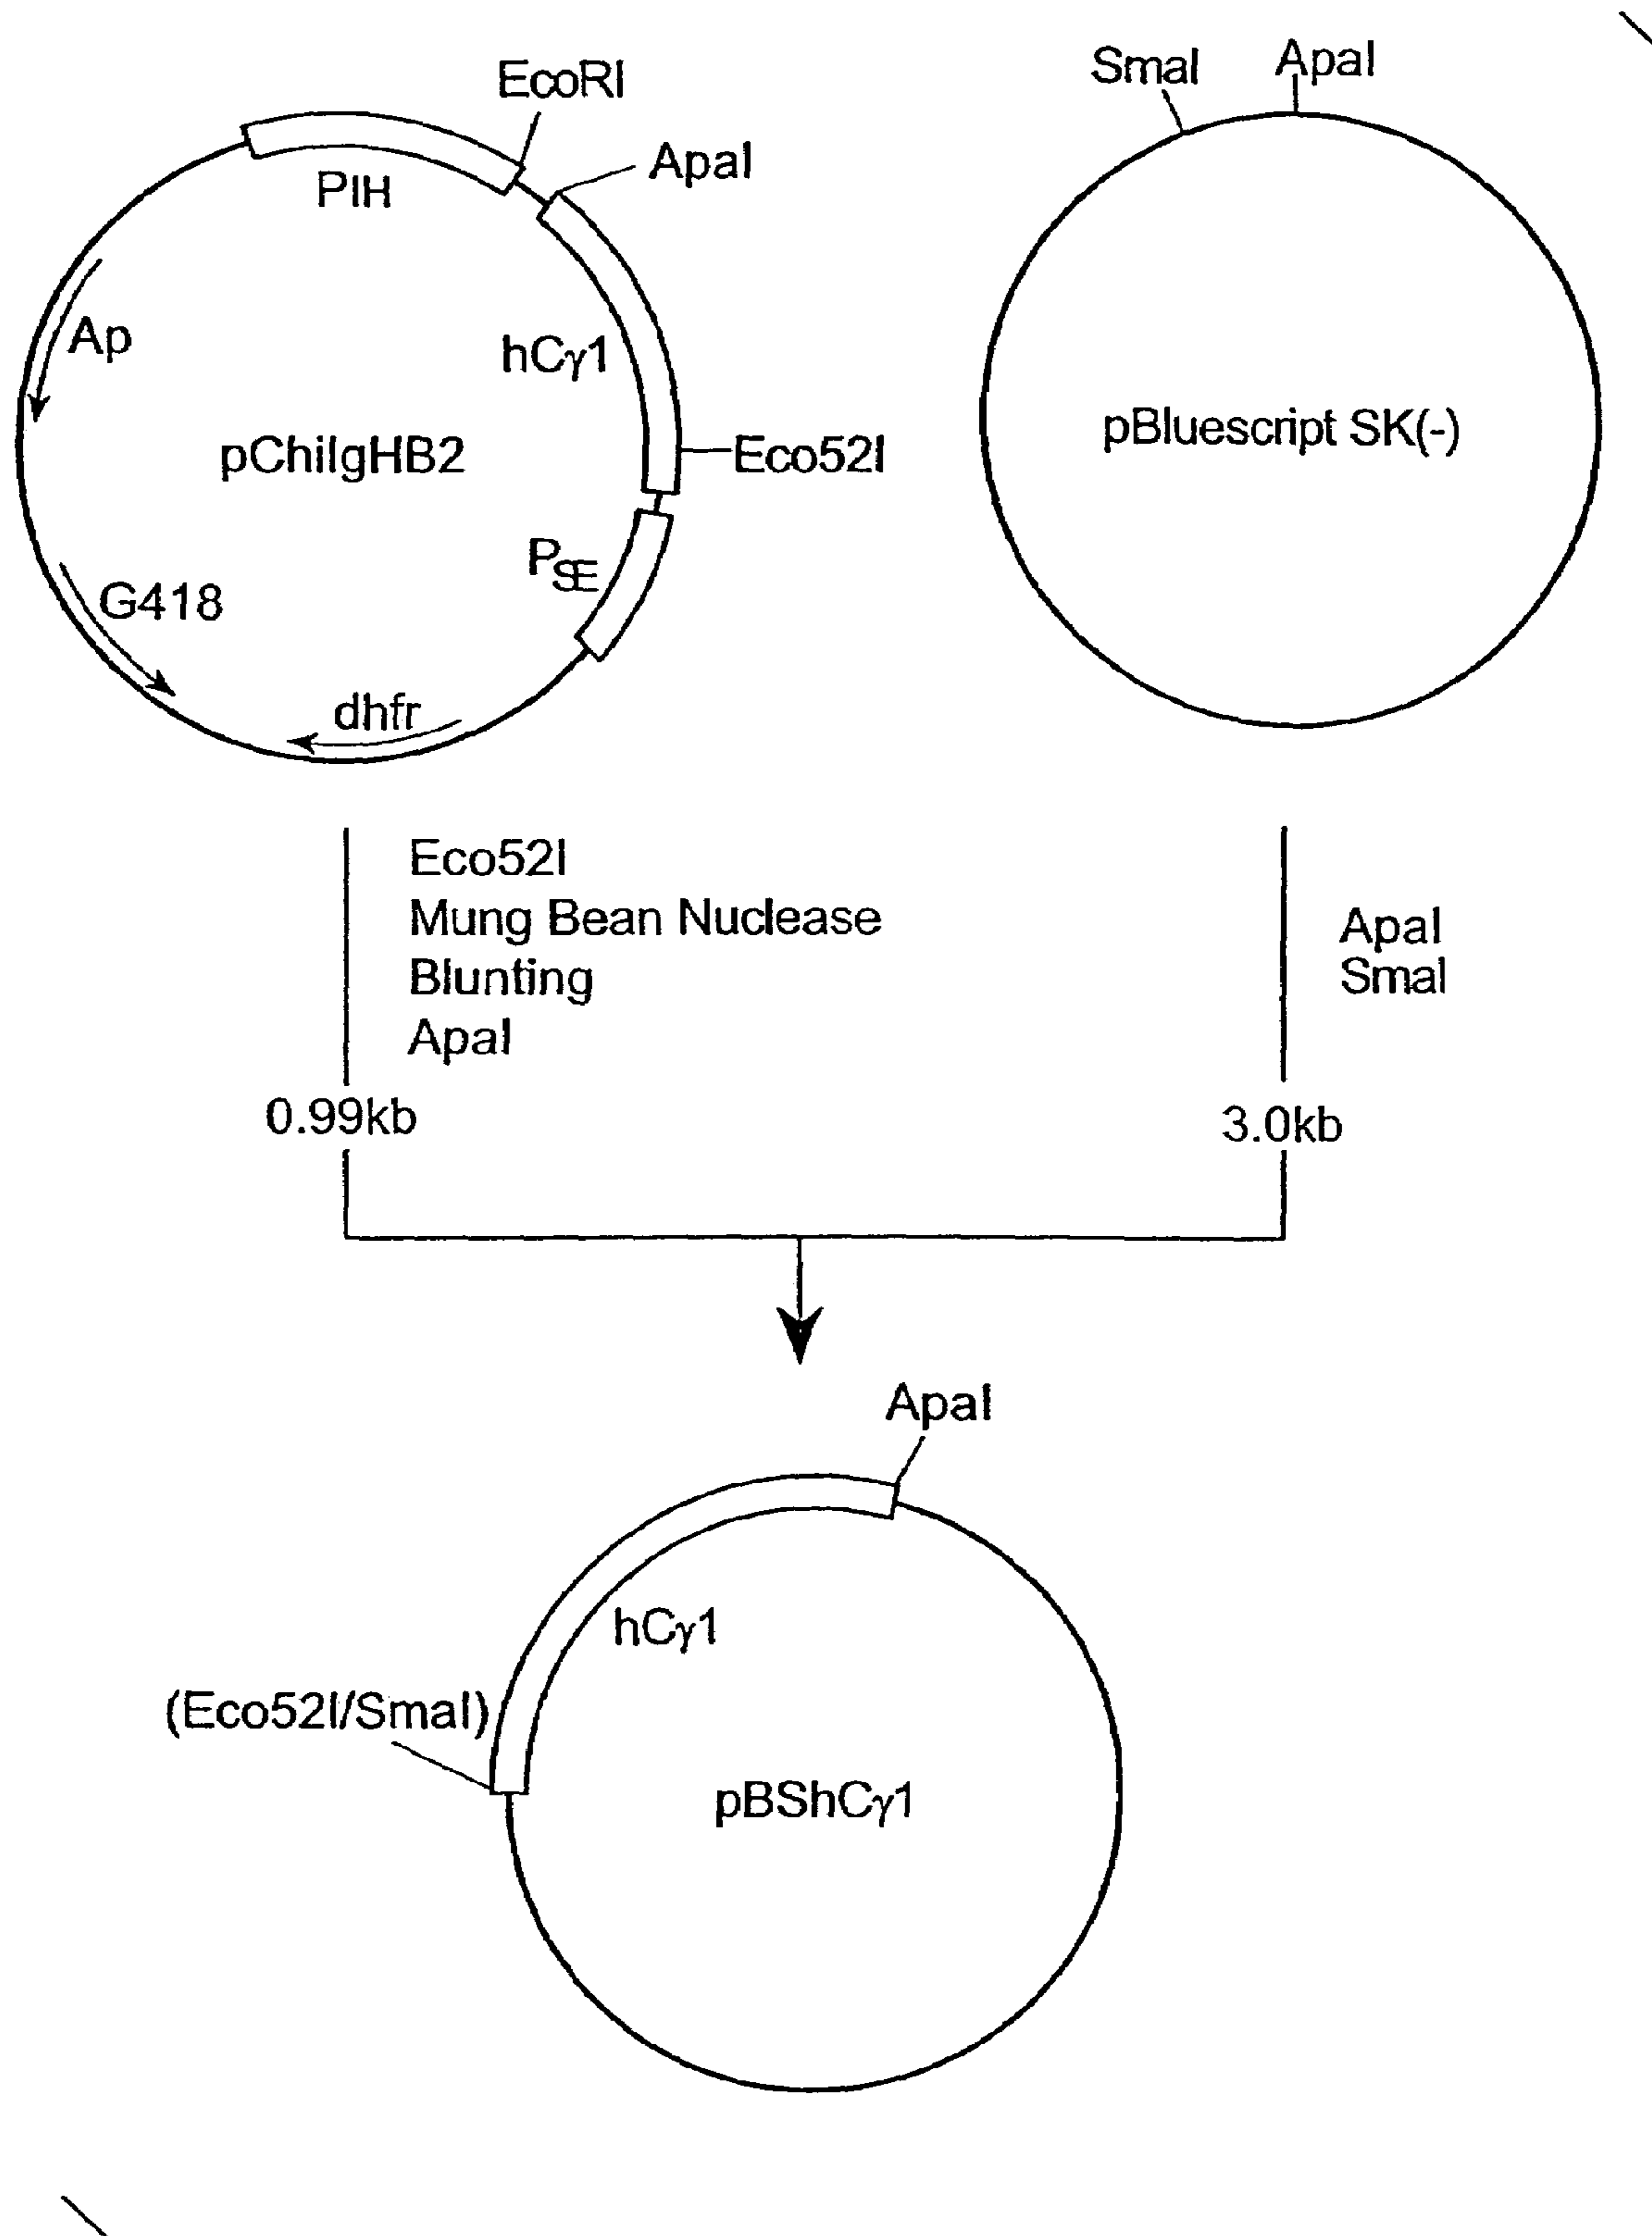 EcoRI
ApaI
PIH
Ap
hCγ1
pChiIgHB2
Eco52I
PSE
G418
dhfr
SmaI
ApaI
pBluescript SK(-)
Eco52I
Mung Bean Nuclease
Blunting
ApaI
0.99kb
ApaI
SmaI
3.0kb
ApaI
hCγ1
(Eco52I/SmaI)
pBShCγ1